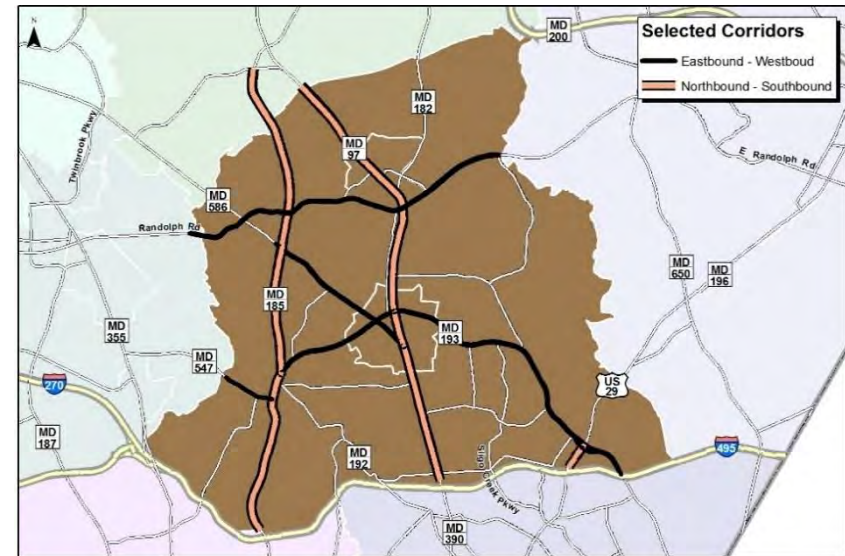 N
MD
200
Selected Corridors
Eastbound - Westboud
Northbound - Southbound
MD
182
Twinbrook Pkwy
MD
97
E Randolph Rd
MD
586
Randolph Rd
MD
650
MD
196
MD
185
MD
355
MD
193
MD
547
270
US
29
MD
187
MD
192
Sligo Creek Pkwy
495
MD
390